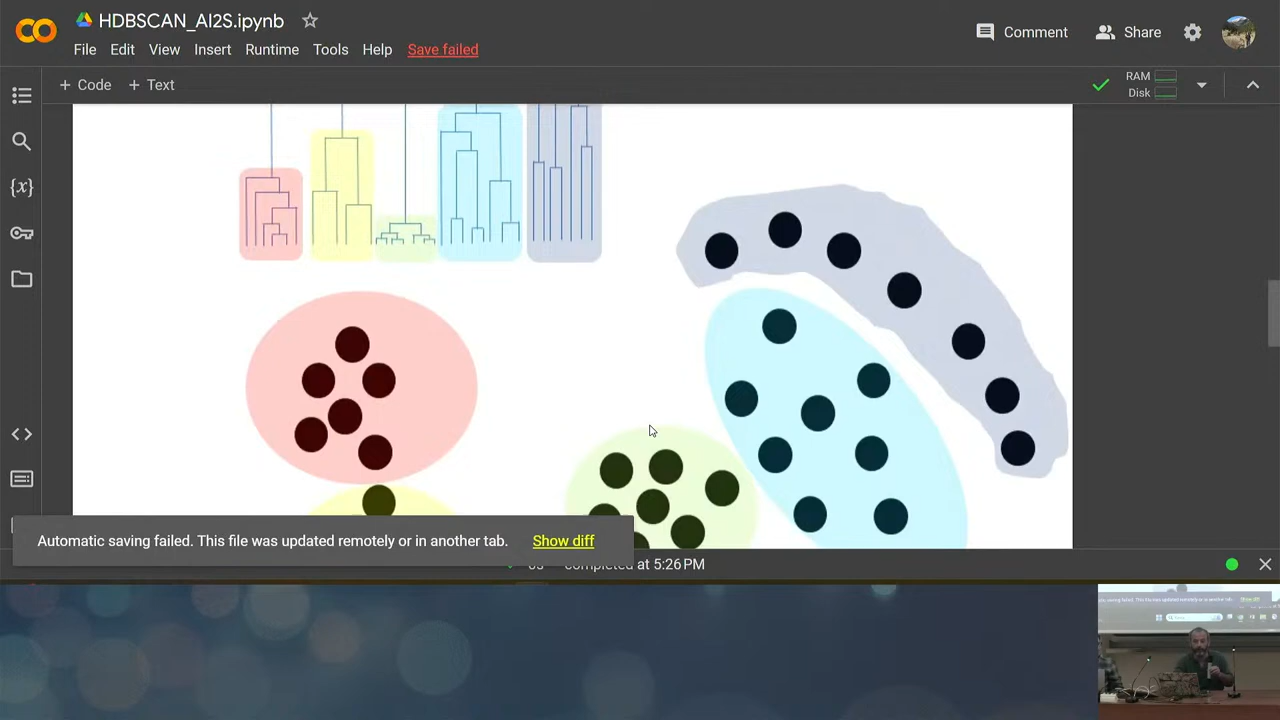 HDBSCAN_AI2S.ipynb
File Edit View Insert Runtime Tools Help Save failed
Comment Share
+ Code + Text
RAM
Disk
{x}
Automatic saving failed. This file was updated remotely or in another tab. Show diff
completed at 5:26 PM